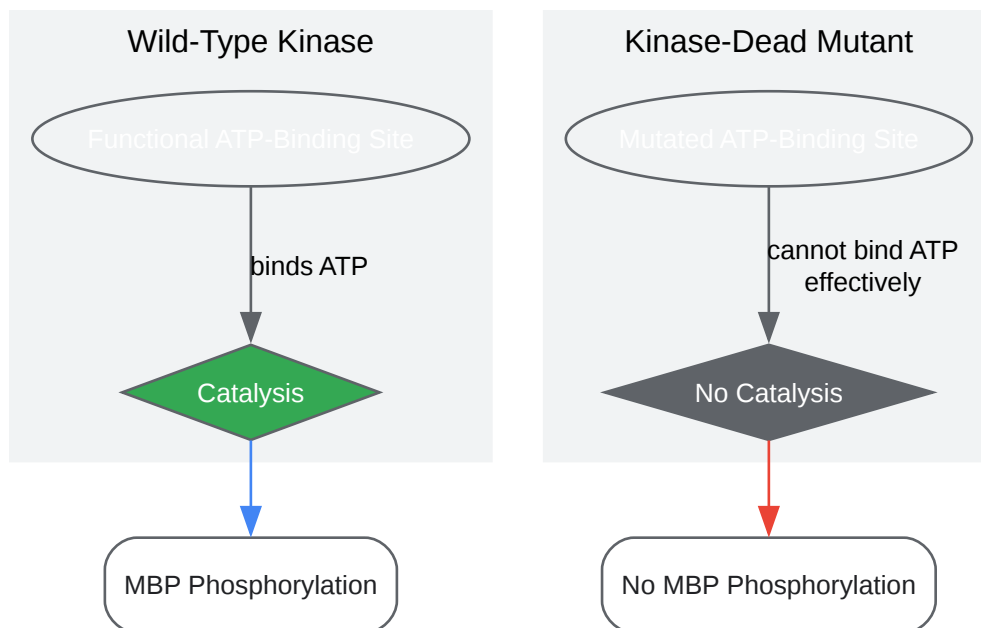 Wild-Type Kinase
Functional ATP-Binding Site
binds ATP
Catalysis
MBP Phosphorylation
Kinase-Dead Mutant
Mutated ATP-Binding Site
cannot bind ATP
effectively
No Catalysis
No MBP Phosphorylation